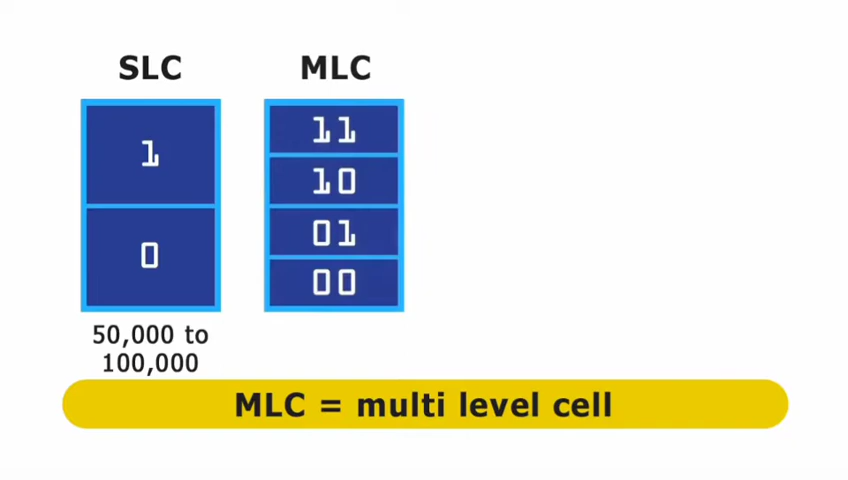 SLC
1
0
50,000 to
100,000
MLC
11
10
01
00
MLC = multi level cell